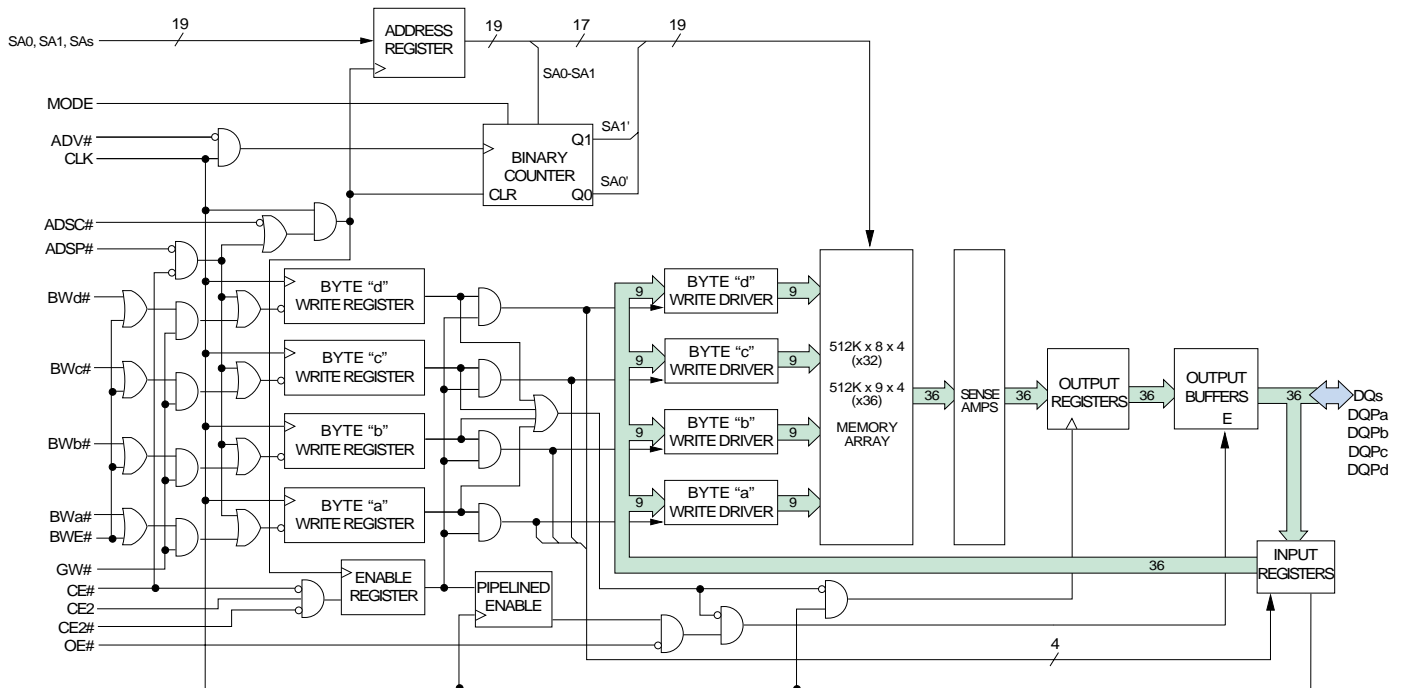 19
19
17
19
SA0, SA1, SAs
ADDRESS
REGISTER
SA0-SA1
MODE
ADV#
CLK
BINARY
COUNTER
Q1
SA1'
CLR
Q0
SA0'
ADSC#
ADSP#
BWd#
BYTE “d”
WRITE REGISTER
9
BYTE “d”
WRITE DRIVER
9
BWc#
BYTE “c”
WRITE REGISTER
9
BYTE “c”
WRITE DRIVER
9
BWb#
BYTE “b”
WRITE REGISTER
9
BYTE “b”
WRITE DRIVER
9
BWa#
BWE#
BYTE “a”
WRITE REGISTER
9
BYTE “a”
WRITE DRIVER
9
512K x 8 x 4
(x32)
512K x 9 x 4
(x36)
MEMORY
ARRAY
36
SENSE
AMPS
36
OUTPUT
REGISTERS
36
OUTPUT
BUFFERS
E
36
DQs
DQPa
DQPb
DQPc
DQPd
GW#
CE#
CE2
CE2#
OE#
ENABLE
REGISTER
PIPELINED
ENABLE
36
INPUT
REGISTERS
4